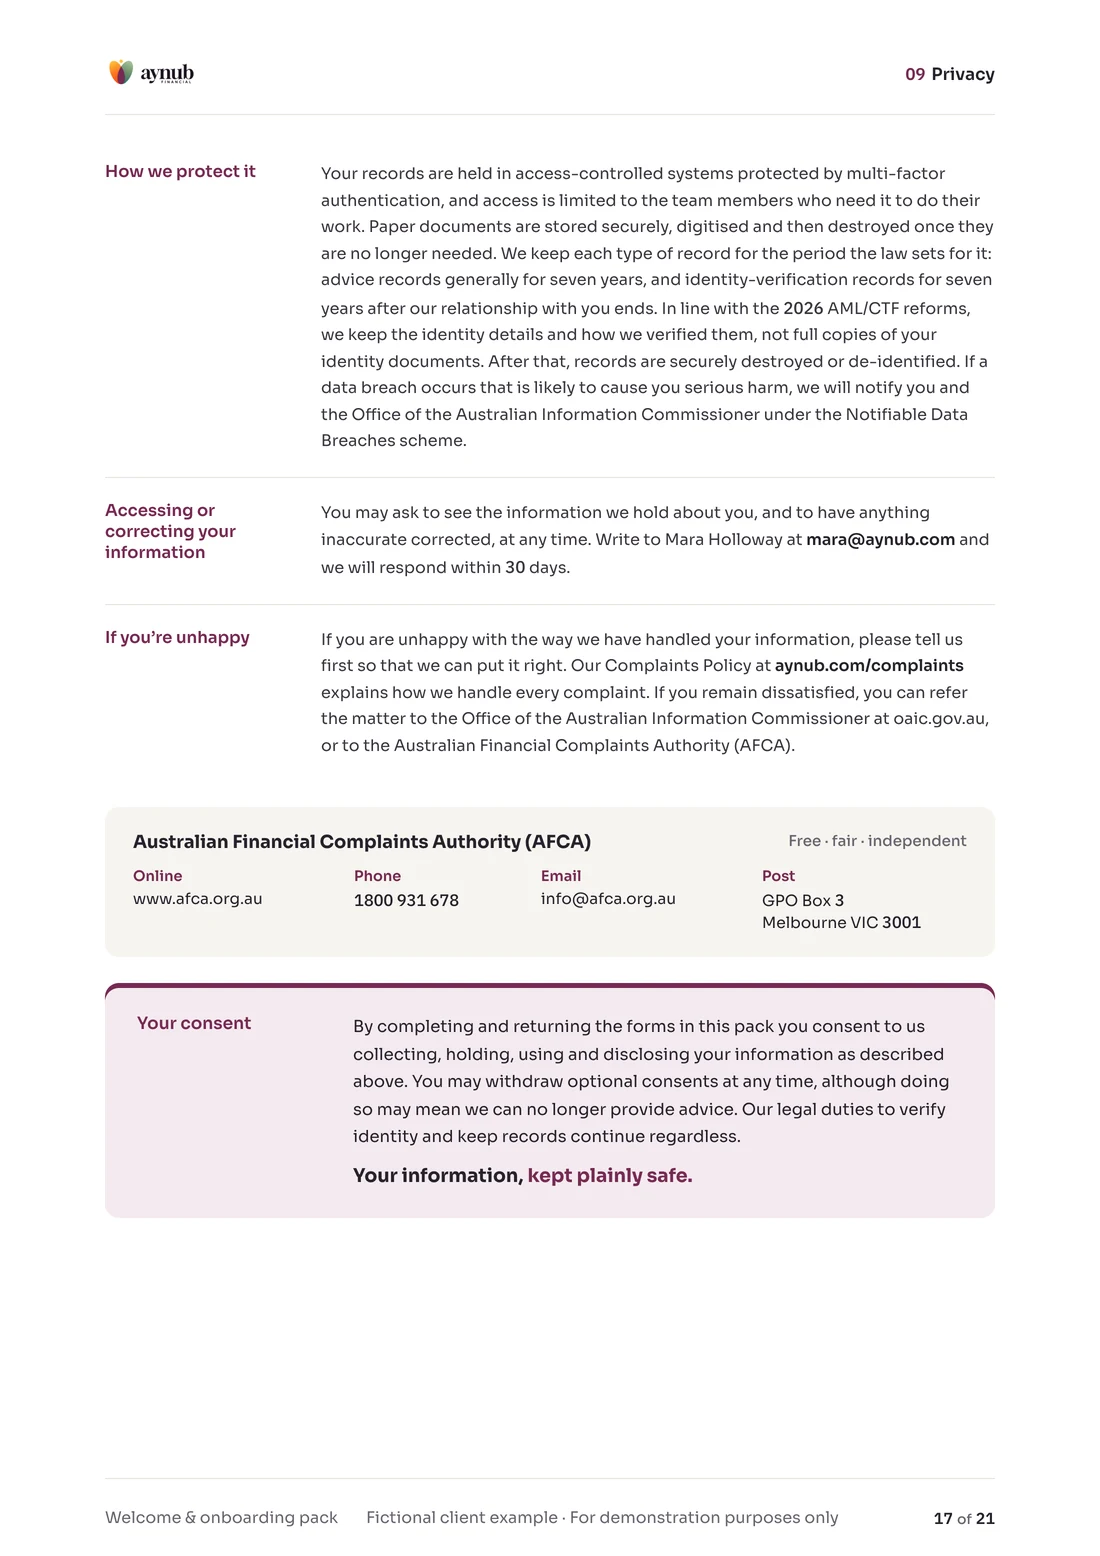 aynub
FINANCIAL
09 Privacy
How we protect it
Your records are held in access-controlled systems protected by multi-factor
authentication, and access is limited to the team members who need it to do their
work. Paper documents are stored securely, digitised and then destroyed once they
are no longer needed. We keep each type of record for the period the law sets for it:
advice records generally for seven years, and identity-verification records for seven
years after our relationship with you ends. In line with the 2026 AML/CTF reforms,
we keep the identity details and how we verified them, not full copies of your
identity documents. After that, records are securely destroyed or de-identified. If a
data breach occurs that is likely to cause you serious harm, we will notify you and
the Office of the Australian Information Commissioner under the Notifiable Data
Breaches scheme.
Accessing or
correcting your
information
You may ask to see the information we hold about you, and to have anything
inaccurate corrected, at any time. Write to Mara Holloway at mara@aynub.com and
we will respond within 30 days.
If you’re unhappy
If you are unhappy with the way we have handled your information, please tell us
first so that we can put it right. Our Complaints Policy at aynub.com/complaints
explains how we handle every complaint. If you remain dissatisfied, you can refer
the matter to the Office of the Australian Information Commissioner at oaic.gov.au,
or to the Australian Financial Complaints Authority (AFCA).
Australian Financial Complaints Authority (AFCA)
Free · fair · independent
Online
www.afca.org.au
Phone
1800 931 678
Email
info@afca.org.au
Post
GPO Box 3
Melbourne VIC 3001
Your consent
By completing and returning the forms in this pack you consent to us
collecting, holding, using and disclosing your information as described
above. You may withdraw optional consents at any time, although doing
so may mean we can no longer provide advice. Our legal duties to verify
identity and keep records continue regardless.
Your information, kept plainly safe.
Welcome & onboarding pack
Fictional client example · For demonstration purposes only
17 of 21